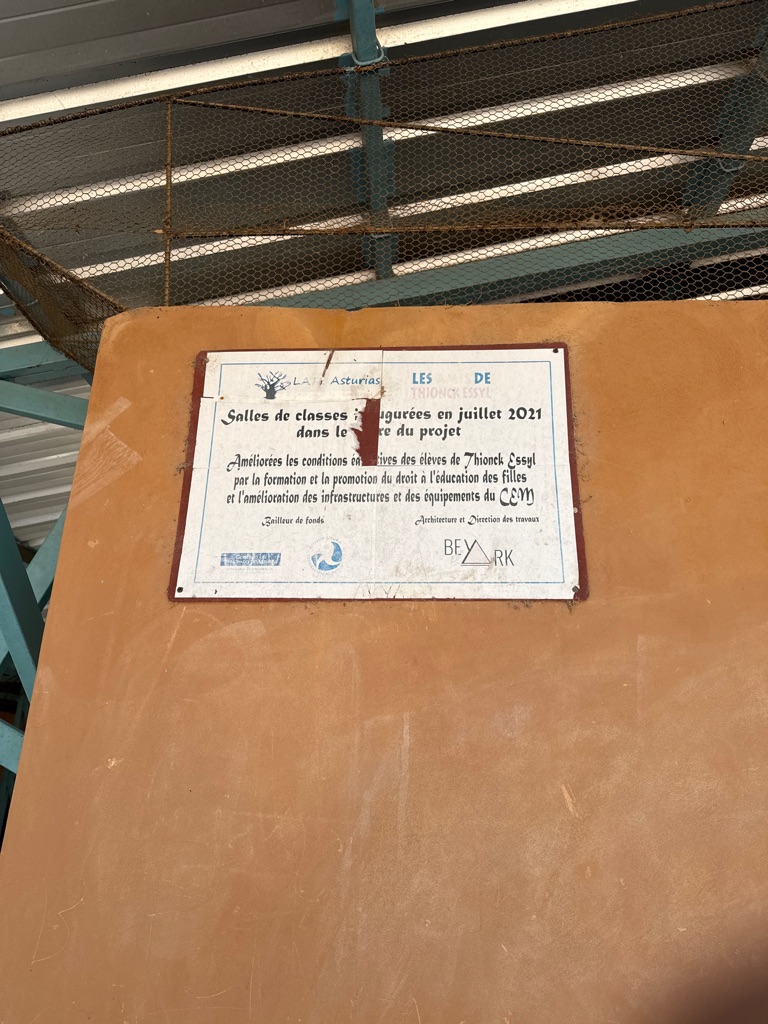 Asturias
LES DE
THIONCK ESSYL
Salles de classes ugurées en juillet 2021
dans le re du projet
Améliorées les conditions tives des élèves de Thionck Essyl
par la formation et la promotion du droit à l'éducation des filles
et l'amélioration des infrastructures et des équipements du CEM
Bailleur de fonds
Architecture et Direction des travaux
BE RK